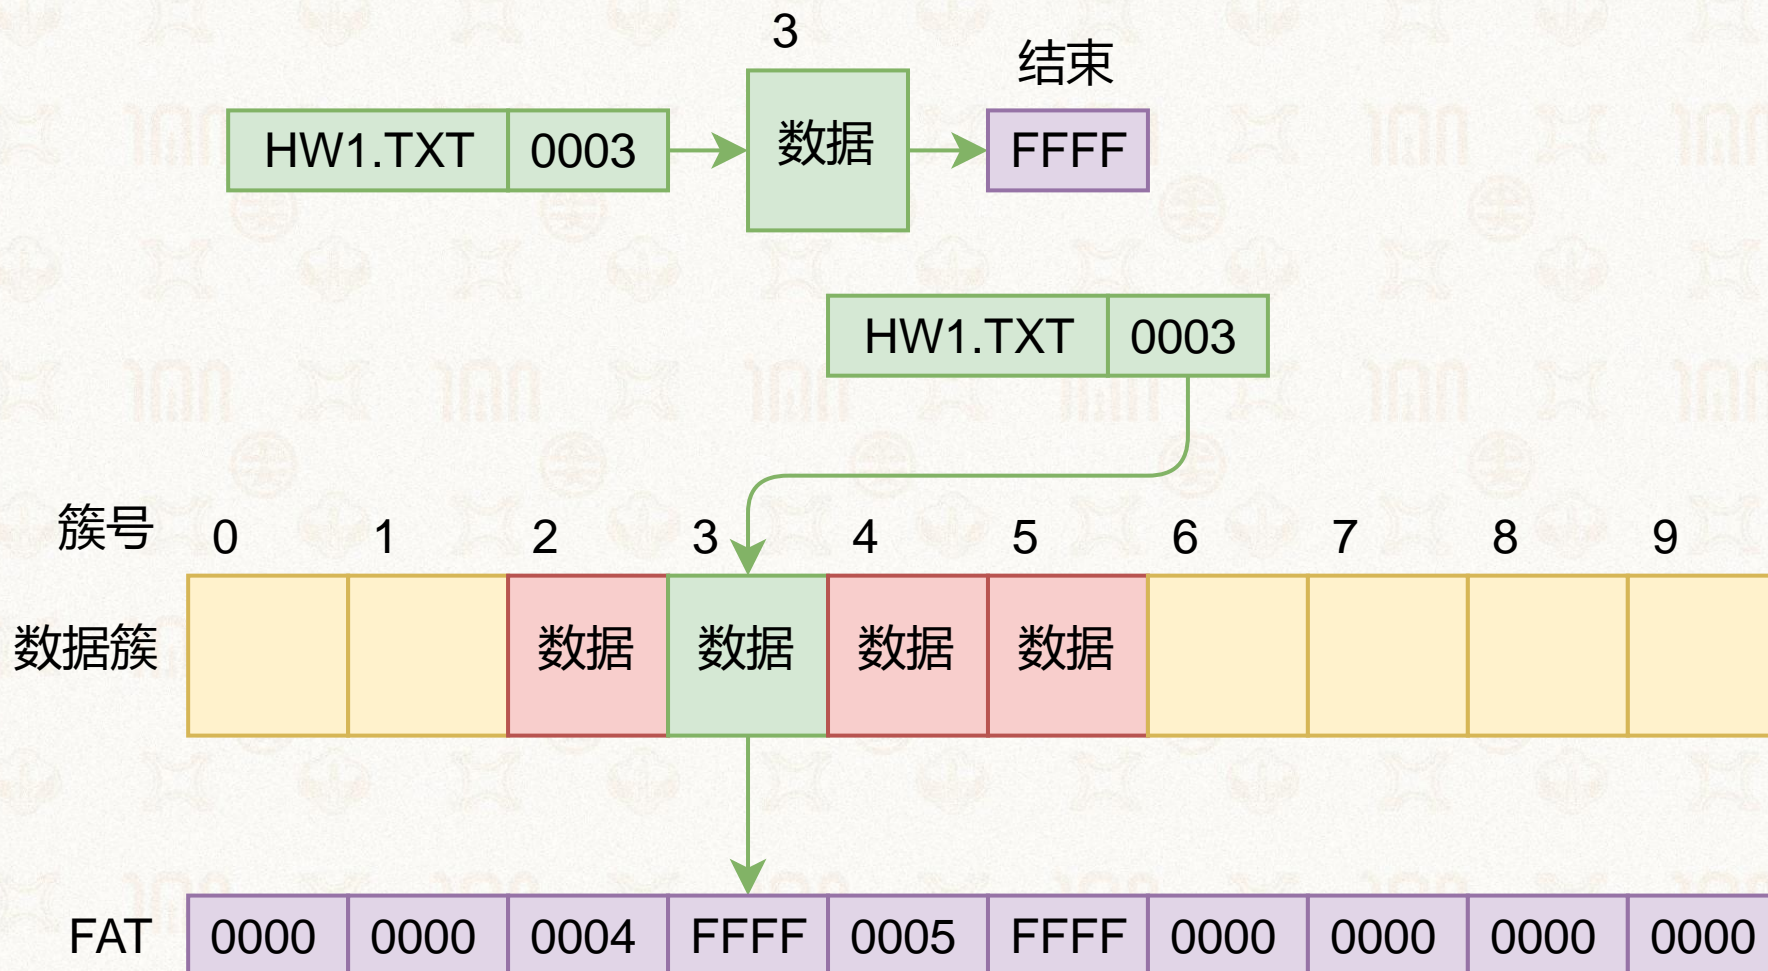 3
结束
HW1.TXT 0003 数据 FFFF
HW1.TXT 0003
簇号 0 1 2 3 4 5 6 7 8 9
数据簇 数据 数据 数据 数据
FAT 0000 0000 0004 FFFF 0005 FFFF 0000 0000 0000 0000